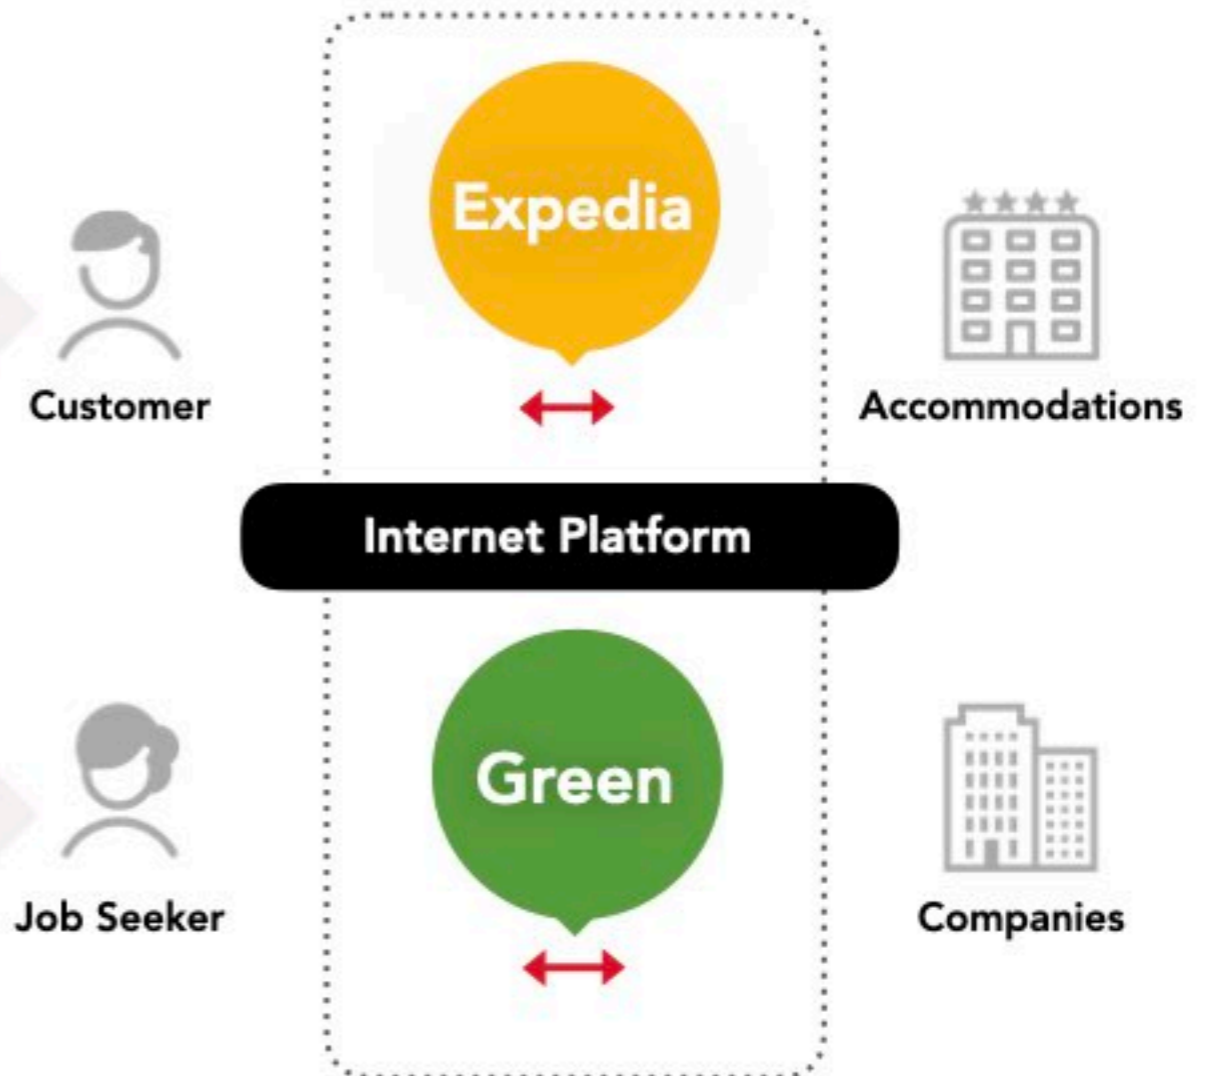 Expedia
Customer
Accommodations
Internet Platform
Green
Job Seeker
Companies